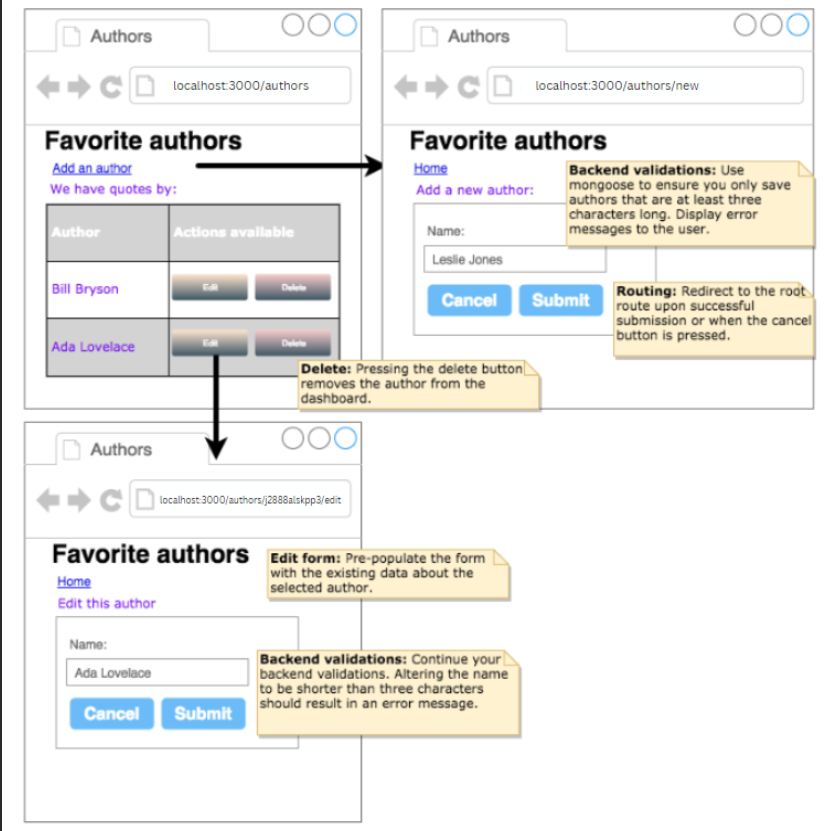 Authors
localhost:3000/authors
Favorite authors
Add an author
We have quotes by:
Author
Actions available
Bill Bryson
Edit
Delete
Ada Lovelace
Edit
Delete
Delete: Pressing the delete button
removes the author from the
dashboard.
Authors
localhost:3000/authors/new
Favorite authors
Home
Add a new author:
Name:
Leslie Jones
Cancel
Submit
Backend validations: Use
mongoose to ensure you only save
authors that are at least three
characters long. Display error
messages to the user.
Routing: Redirect to the root
route upon successful
submission or when the cancel
button is pressed.
Authors
localhost:3000/authors/j2888alskpp3/edit
Favorite authors
Home
Edit this author
Name:
Ada Lovelace
Cancel
Submit
Edit form: Pre-populate the form
with the existing data about the
selected author.
Backend validations: Continue your
backend validations. Altering the name
to be shorter than three characters
should result in an error message.